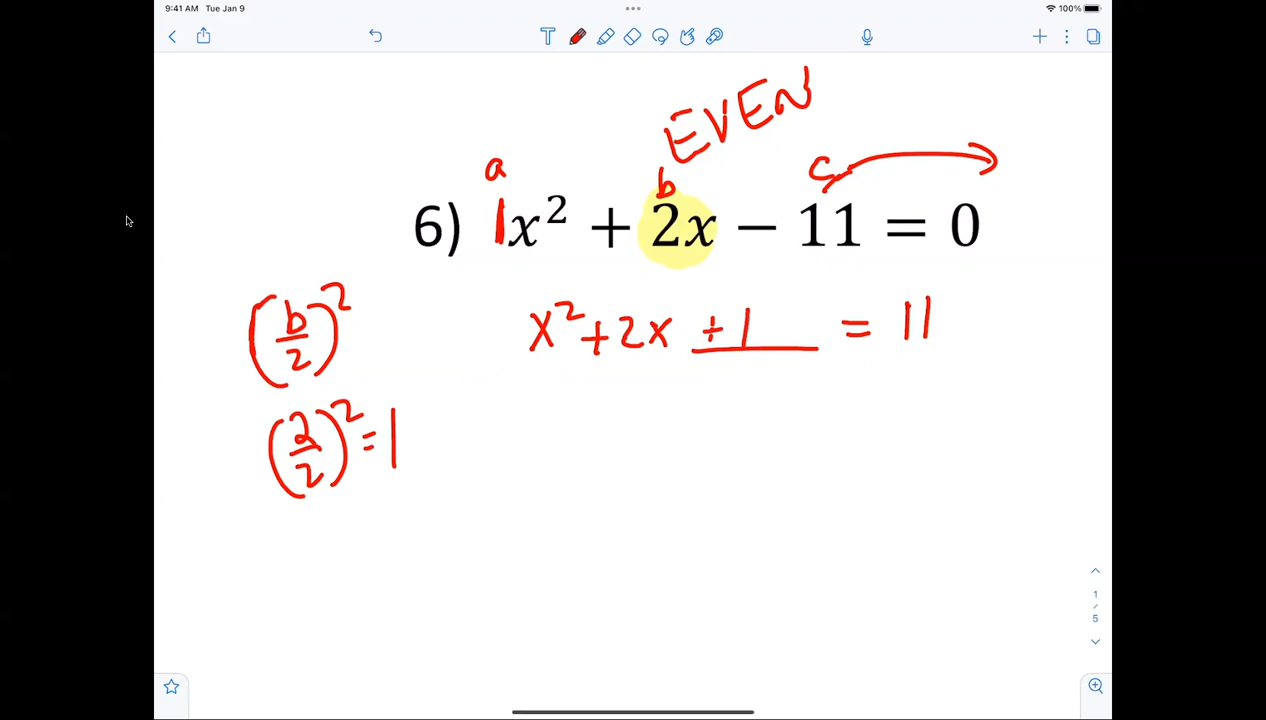 9:41 AM Tue Jan 9
100%
T
EVEN
a
b
c
6) 1x² + 2x − 11 = 0
(b/2)²
x² + 2x + 1 = 11
(2/2)² = 1
1
/
5